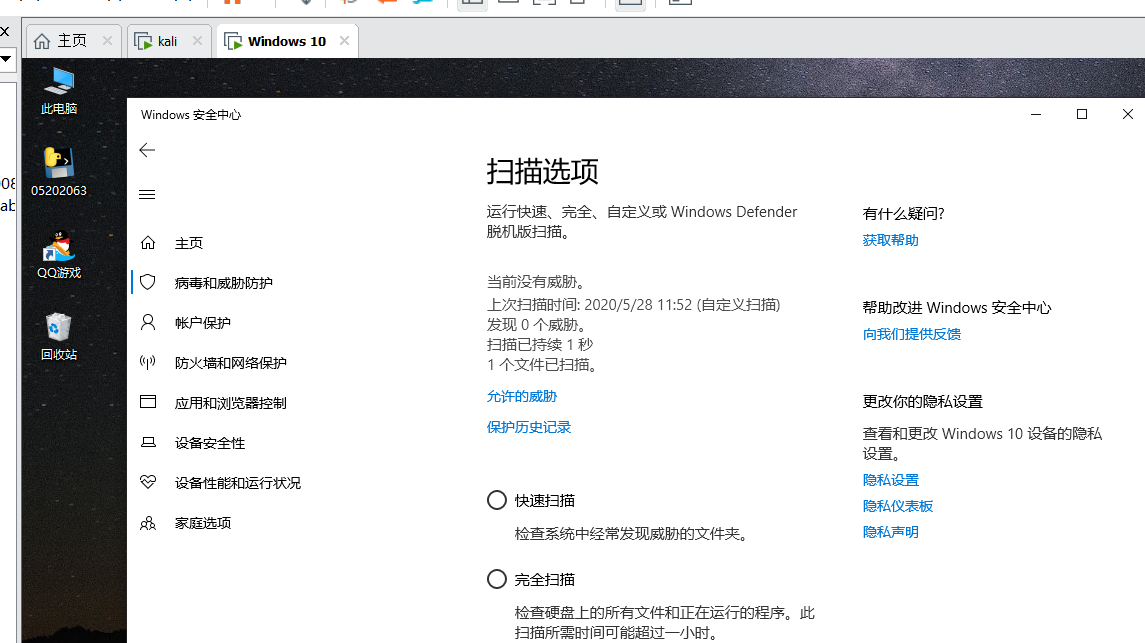 主页
kali
Windows 10
此电脑
05202063
QQ游戏
回收站
Windows 安全中心
主页
病毒和威胁防护
帐户保护
防火墙和网络保护
应用和浏览器控制
设备安全性
设备性能和运行状况
家庭选项
扫描选项
运行快速、完全、自定义或 Windows Defender
脱机版扫描。
当前没有威胁。
上次扫描时间: 2020/5/28 11:52 (自定义扫描)
发现 0 个威胁。
扫描已持续 1 秒
1 个文件已扫描。
允许的威胁
保护历史记录
快速扫描
检查系统中经常发现威胁的文件夹。
完全扫描
检查硬盘上的所有文件和正在运行的程序。此
扫描所需时间可能超过一小时。
有什么疑问?
获取帮助
帮助改进 Windows 安全中心
向我们提供反馈
更改你的隐私设置
查看和更改 Windows 10 设备的隐私
设置。
隐私设置
隐私仪表板
隐私声明